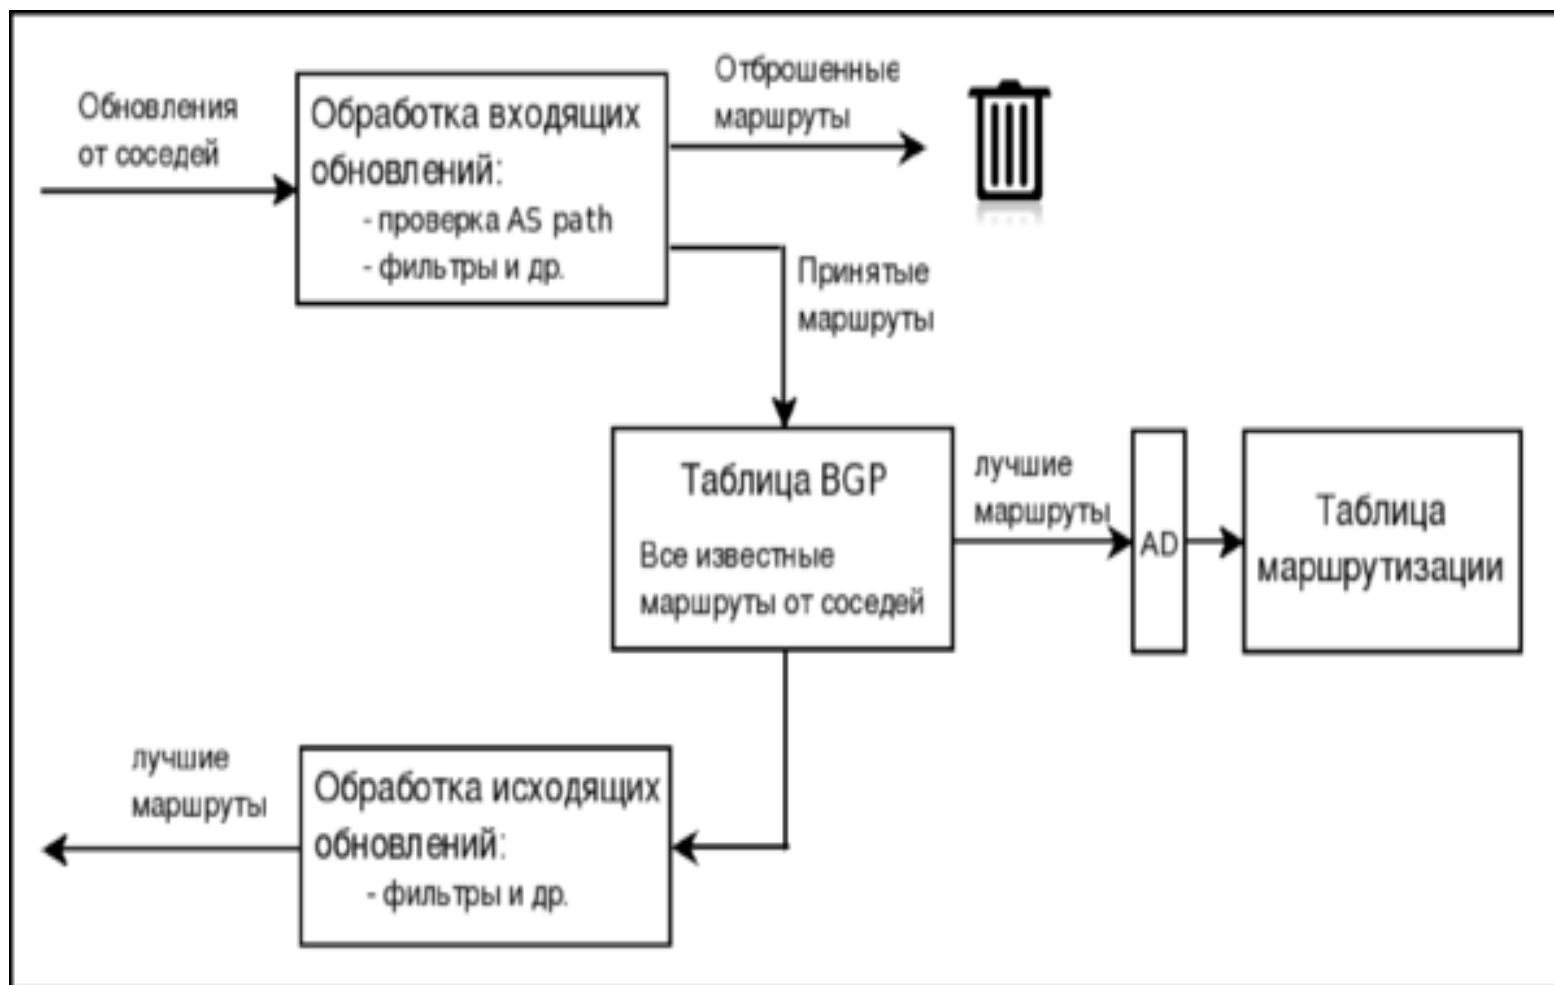 Обновления
от соседей
Обработка входящих
обновлений:
- проверка AS path
- фильтры и др.
Отброшенные
маршруты
Принятые
маршруты
Таблица BGP
Все известные
маршруты от соседей
лучшие
маршруты
AD
Таблица
маршрутизации
лучшие
маршруты
Обработка исходящих
обновлений:
- фильтры и др.